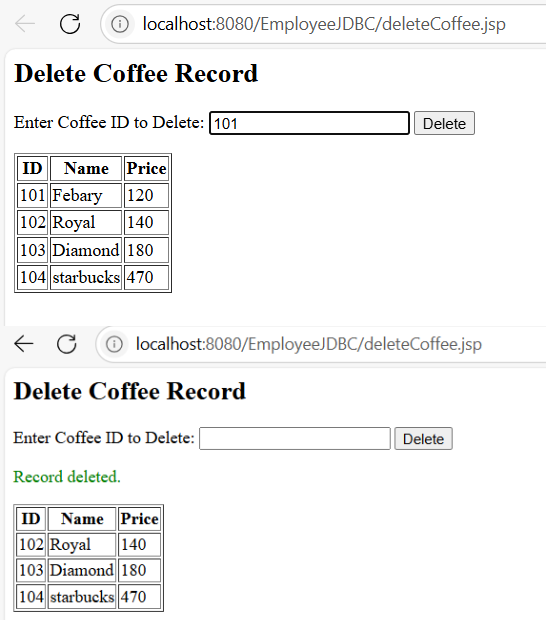 localhost:8080/EmployeeJDBC/deleteCoffee.jsp
Delete Coffee Record
Enter Coffee ID to Delete: 101 Delete
ID Name Price
101 Febary 120
102 Royal 140
103 Diamond 180
104 starbucks 470
localhost:8080/EmployeeJDBC/deleteCoffee.jsp
Delete Coffee Record
Enter Coffee ID to Delete: Delete
Record deleted.
ID Name Price
102 Royal 140
103 Diamond 180
104 starbucks 470